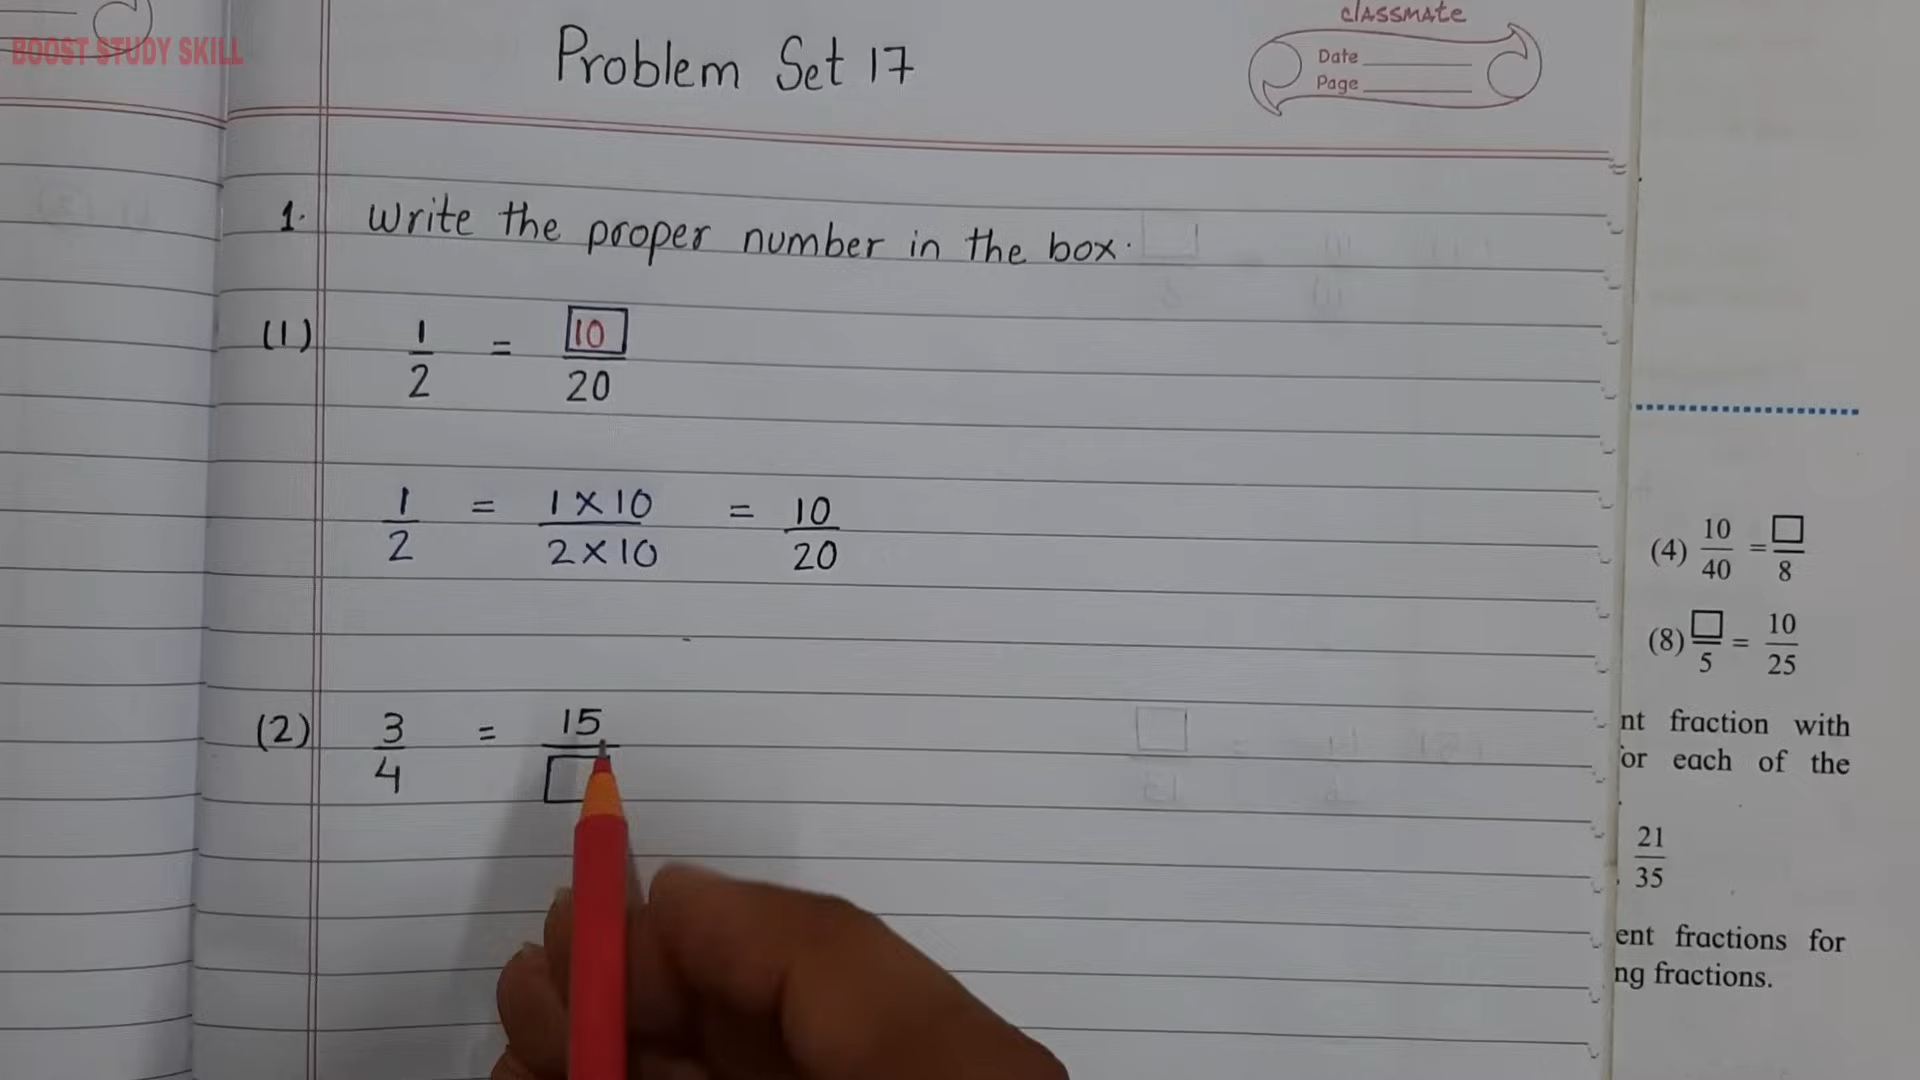 BOOST STUDY SKILL
classmate
Date
Page
Problem Set 17
1. Write the proper number in the box.
(1) 1/2 = 10/20
1/2 = 1 × 10/2 × 10 = 10/20
(2) 3/4 = 15/□
(4) 10/40 = □/8
(8) □/5 = 10/25
nt fraction with
or each of the
21/35
ent fractions for
ng fractions.